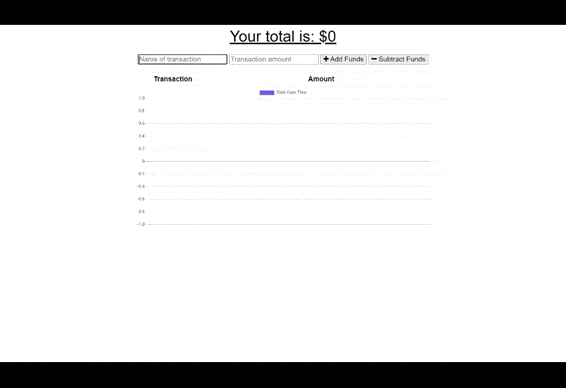 Your total is: $0
Name of transaction Transaction amount + Add Funds − Subtract Funds
Transaction Amount
Total Over Time
1.0
0.8
0.6
0.4
0.2
0
-0.2
-0.4
-0.6
-0.8
-1.0